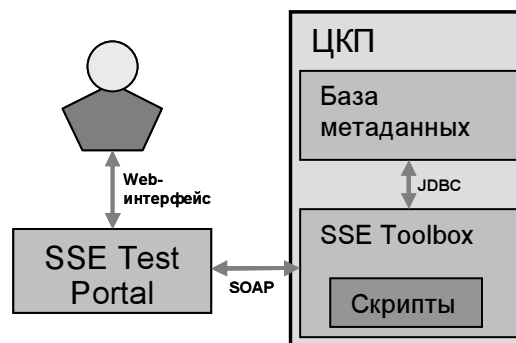 ЦКП
База
метаданных
Web-
интерфейс
JDBC
SSE Test
Portal
SOAP
SSE Toolbox
Скрипты